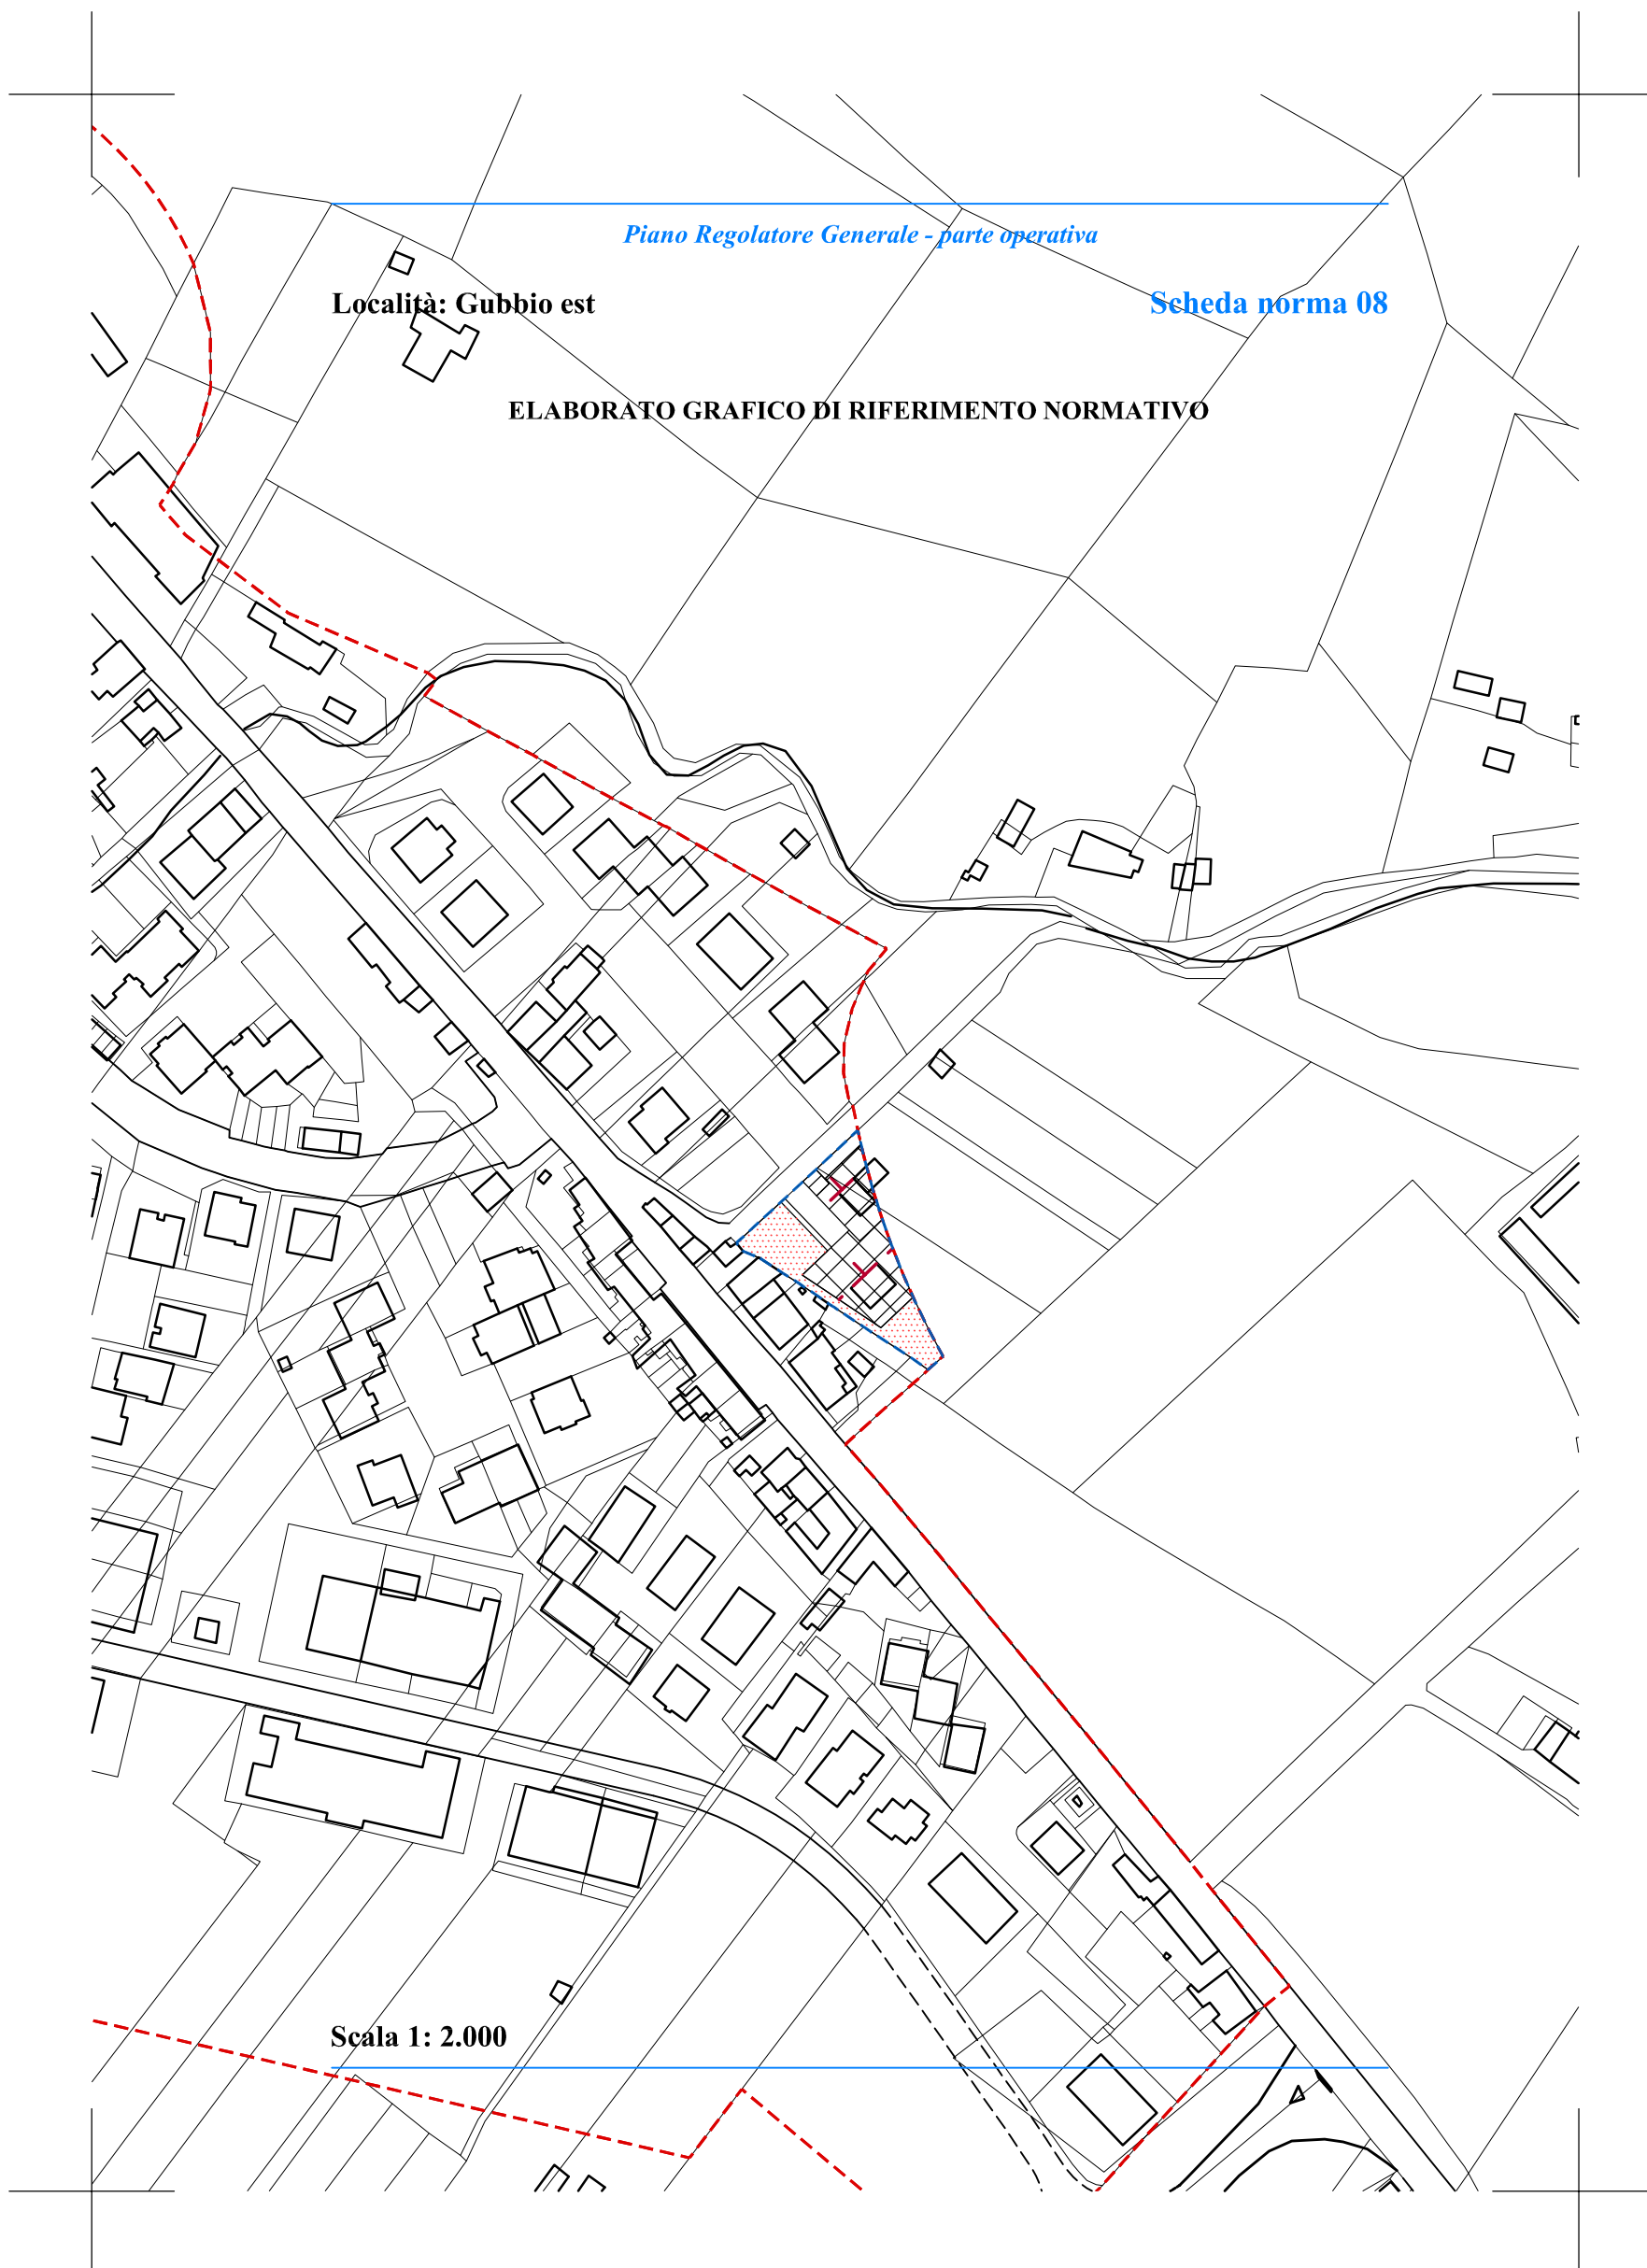 Piano Regolatore Generale - parte operativa
Località: Gubbio est
Scheda norma 08
ELABORATO GRAFICO DI RIFERIMENTO NORMATIVO
Scala 1: 2.000